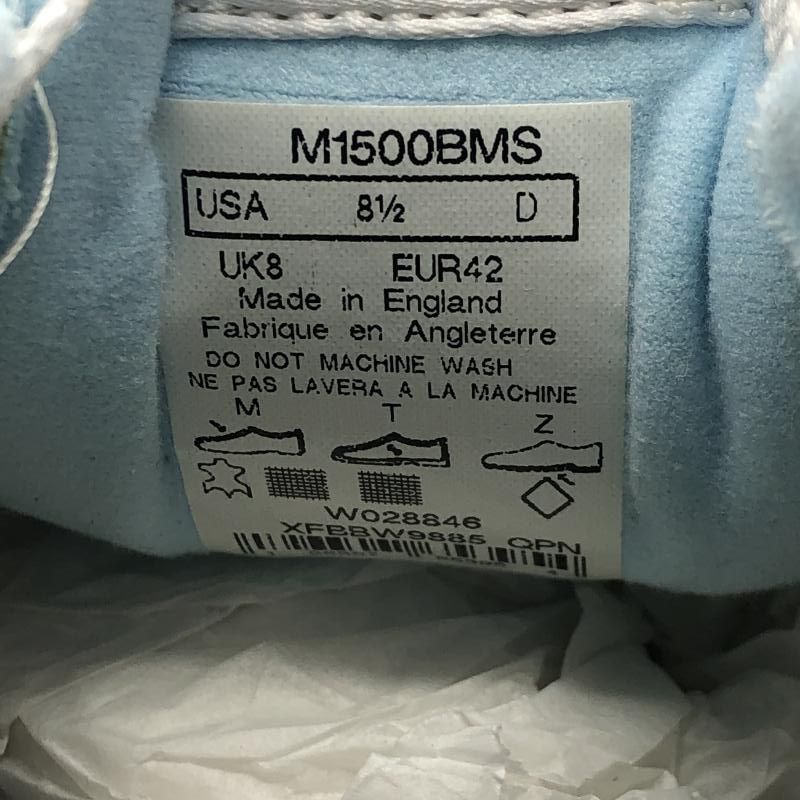 M1500BMS
USA 8½ D
UK8 EUR42
Made in England
Fabrique en Angleterre
DO NOT MACHINE WASH
NE PAS LAVERA A LA MACHINE
M T Z
W028846
XFBBW9885 QPN